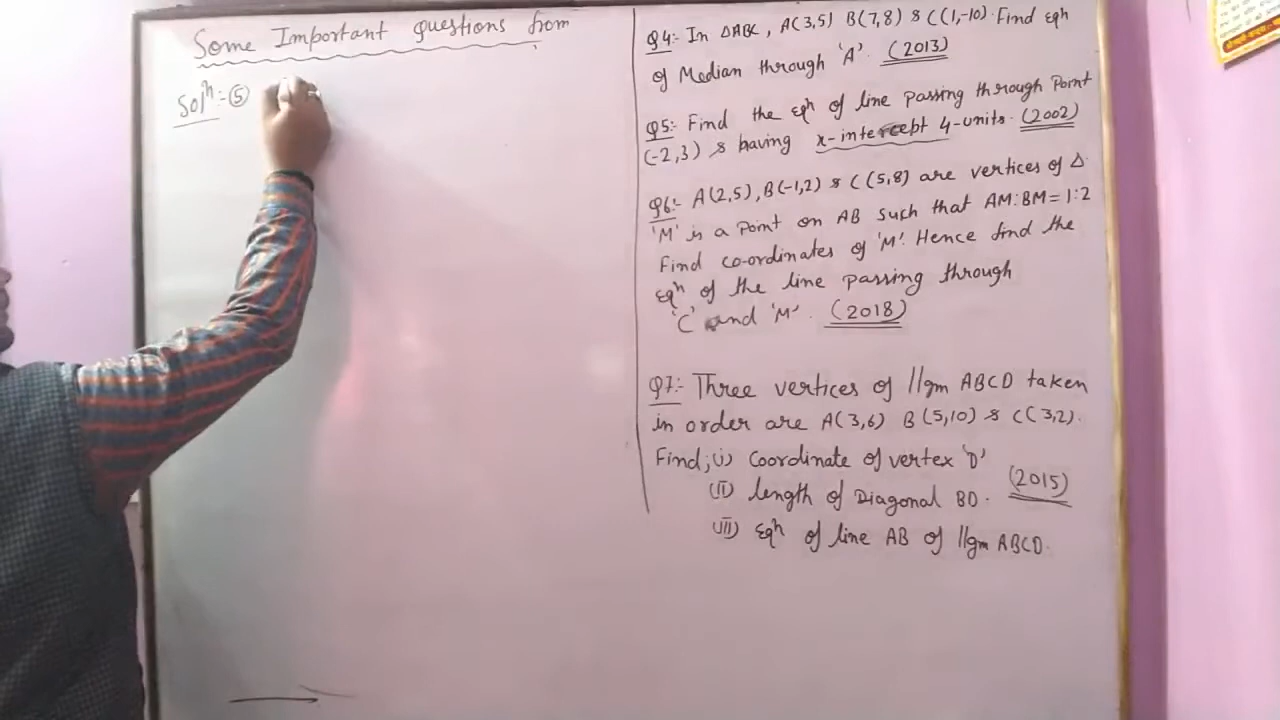 Some Important questions from
Solⁿ:- ⑤
Q4:- In ΔABC, A(3,5) B(7,8) & C(1,-10). Find eqⁿ
of Median through 'A'. (2013)
Q5:- Find the eqⁿ of line passing through Point
(-2,3) & having x-intercept 4-units. (2002)
Q6:- A(2,5), B(-1,2) & C(5,8) are vertices of Δ.
'M' is a point on AB such that AM:BM=1:2
Find co-ordinates of 'M'. Hence find the
eqⁿ of the line passing through
'C' and 'M'. (2018)
Q7:- Three vertices of //gm ABCD taken
in order are A(3,6) B(5,10) & C(3,2).
Find; (i) Coordinate of vertex 'D'
(ii) length of Diagonal BD. (2015)
(iii) Eqⁿ of line AB of //gm ABCD.